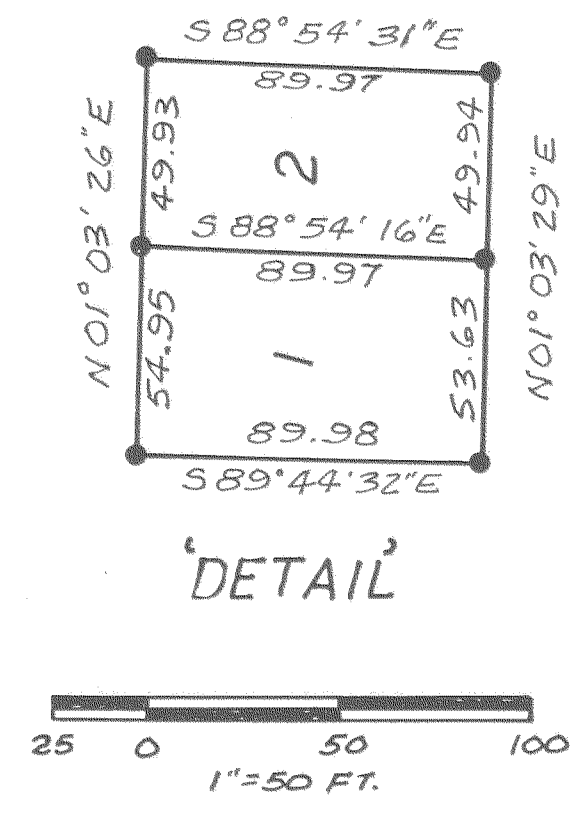 S 88° 54' 31" E
89.97
N 01° 03' 26" E
49.93
2
49.94
N 01° 03' 29" E
S 88° 54' 16" E
89.97
54.95
1
53.63
89.98
S 89° 44' 32" E
'DETAIL'
25 0 50 100
1"=50 FT.